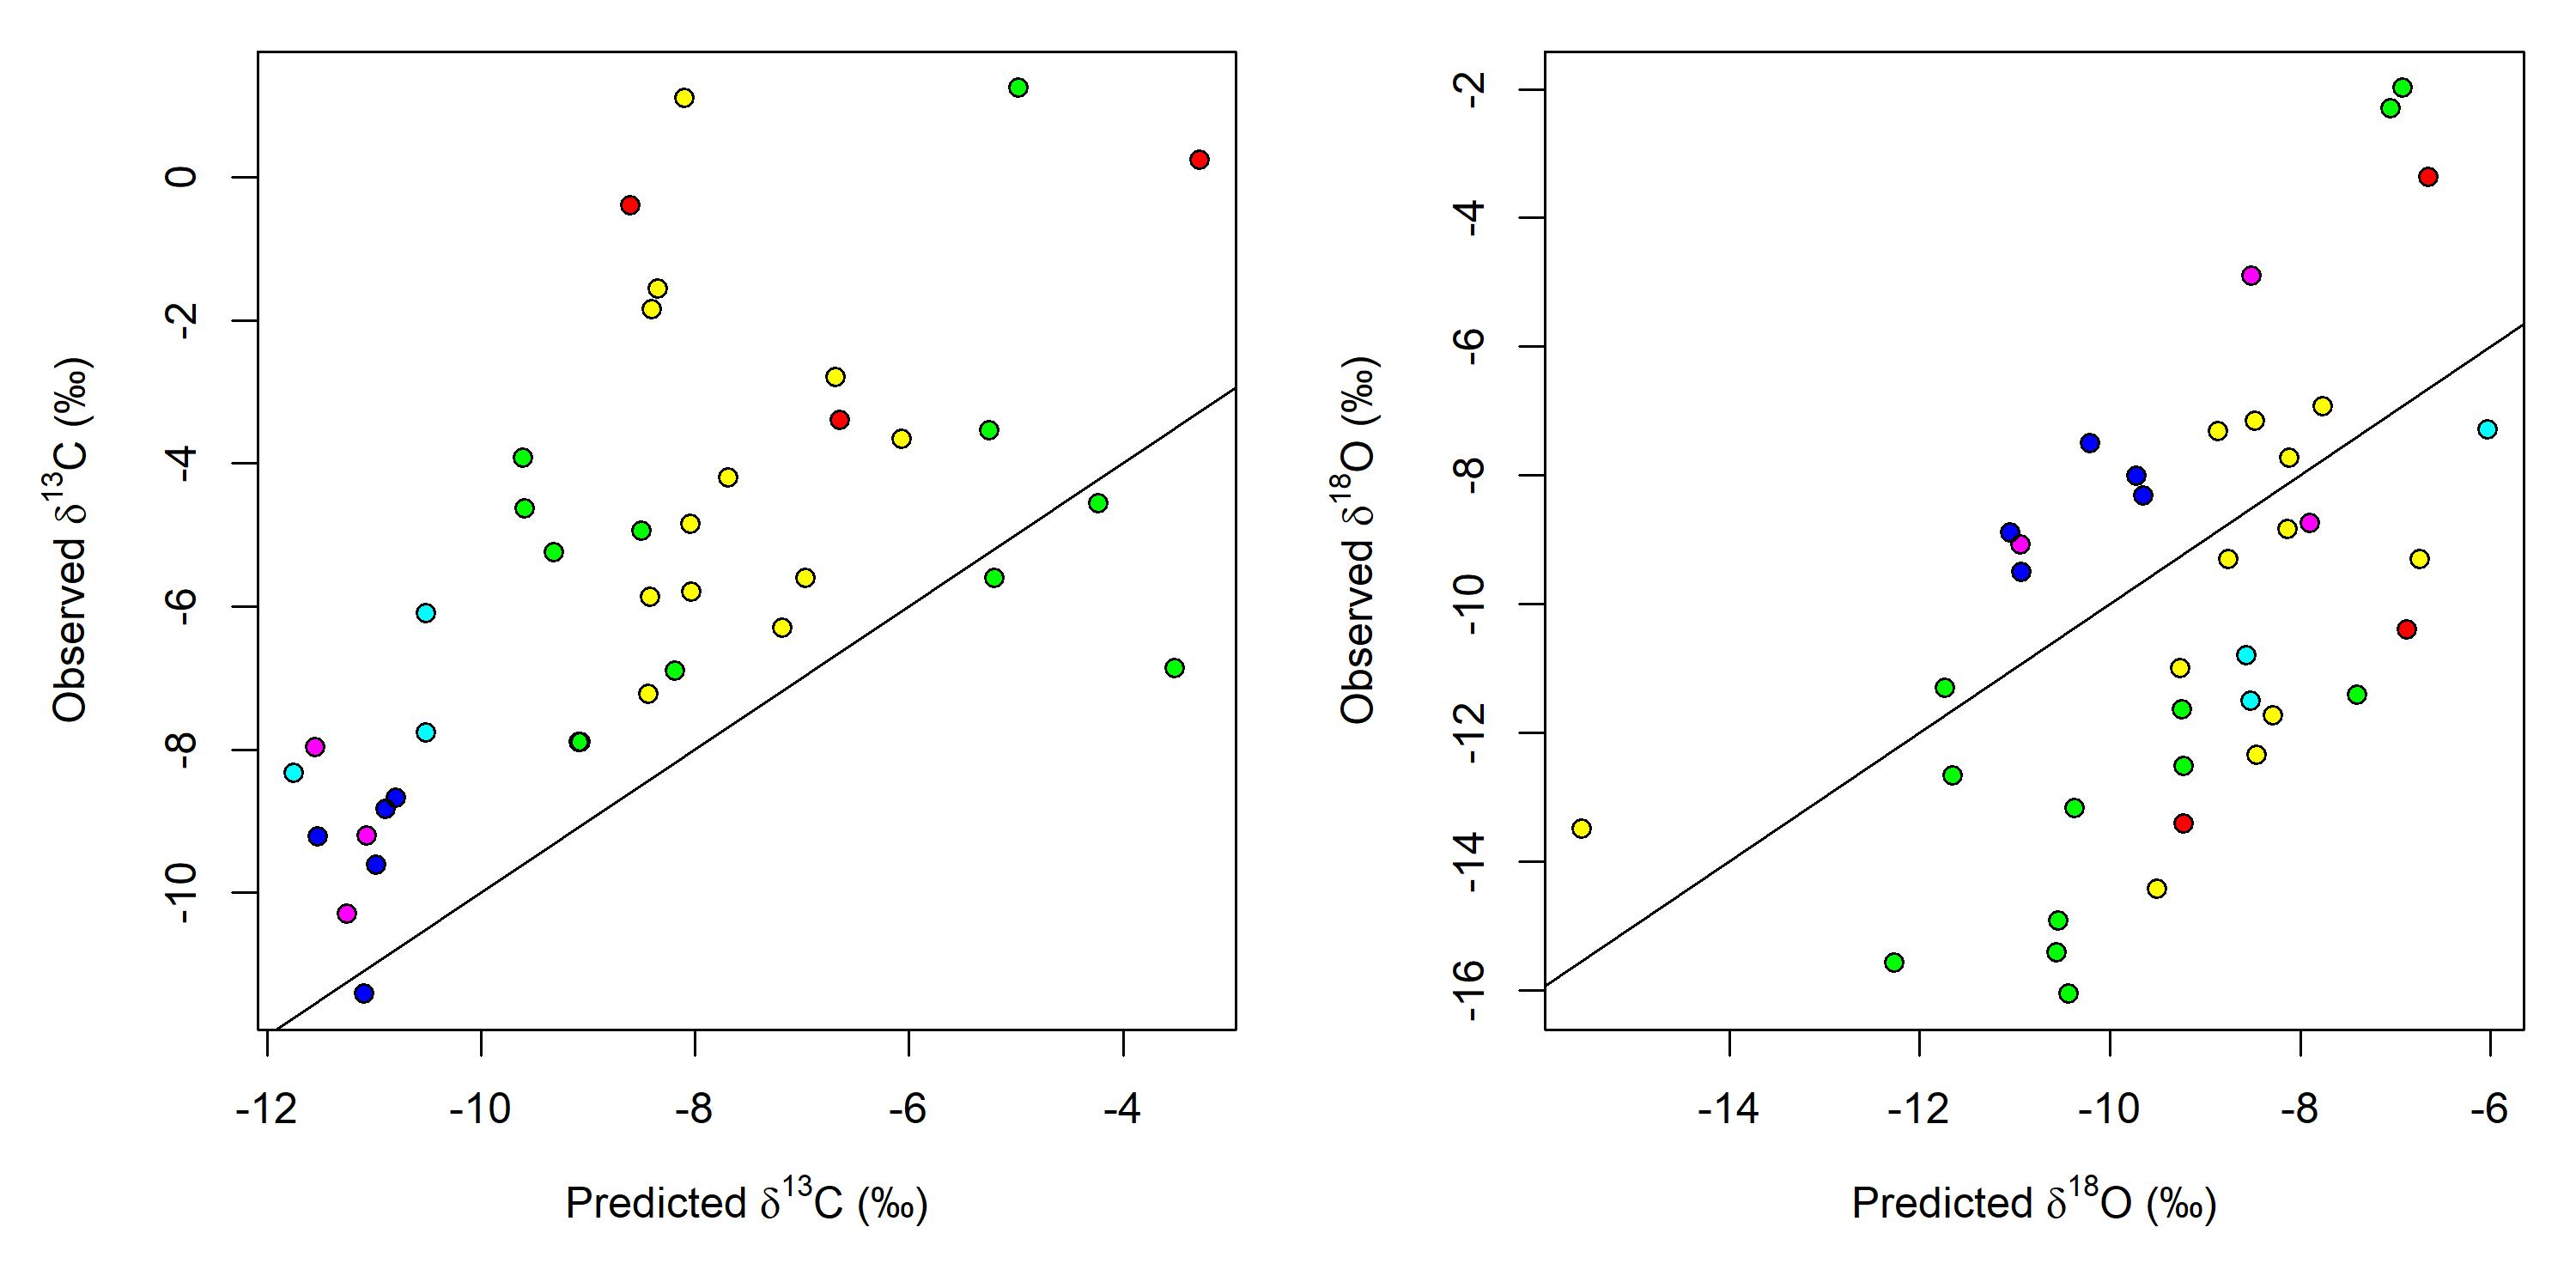 Observed δ¹³C (‰)
0
-2
-4
-6
-8
-10
-12 -10 -8 -6 -4
Predicted δ¹³C (‰)
Observed δ¹⁸O (‰)
-2
-4
-6
-8
-10
-12
-14
-16
-14 -12 -10 -8 -6
Predicted δ¹⁸O (‰)